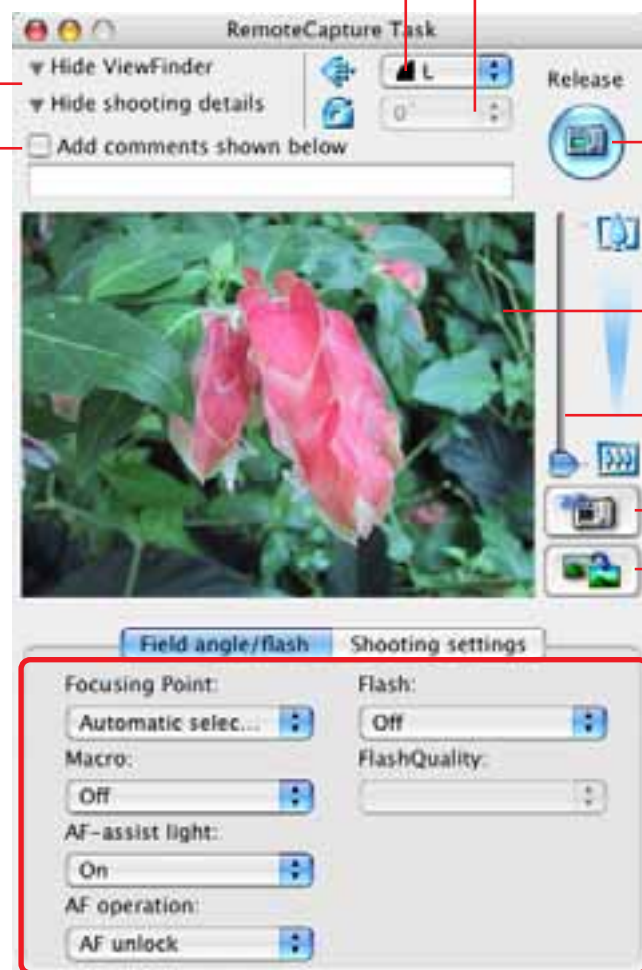 RemoteCapture Task
Hide ViewFinder
L
Release
Hide shooting details
0°
Add comments shown below
Field angle/flash
Shooting settings
Focusing Point:
Flash:
Automatic selec...
Off
Macro:
FlashQuality:
Off
AF-assist light:
On
AF operation:
AF unlock